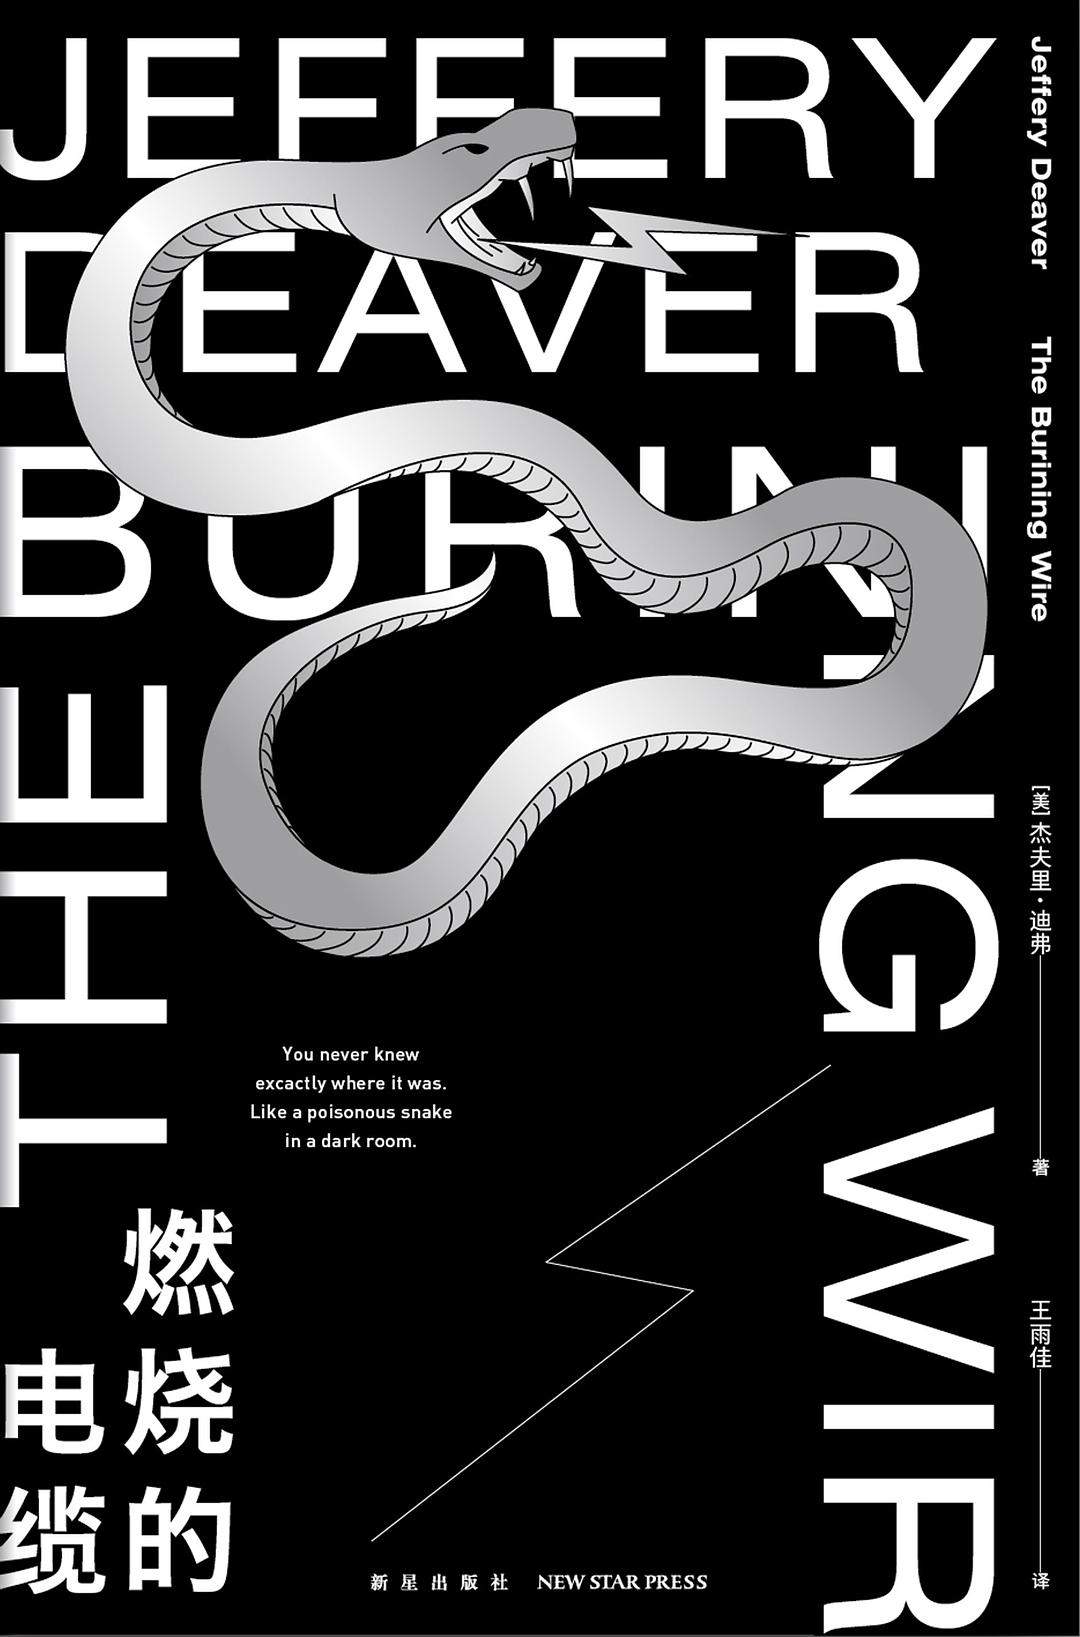 JEFFERY
DEAVER
THE
BURINI
NG WIR
Jeffery Deaver
The Burining Wire
[美] 杰夫里·迪弗
著
王雨佳
译
You never knew
excactly where it was.
Like a poisonous snake
in a dark room.
燃烧的
电缆
新星出版社 NEW STAR PRESS